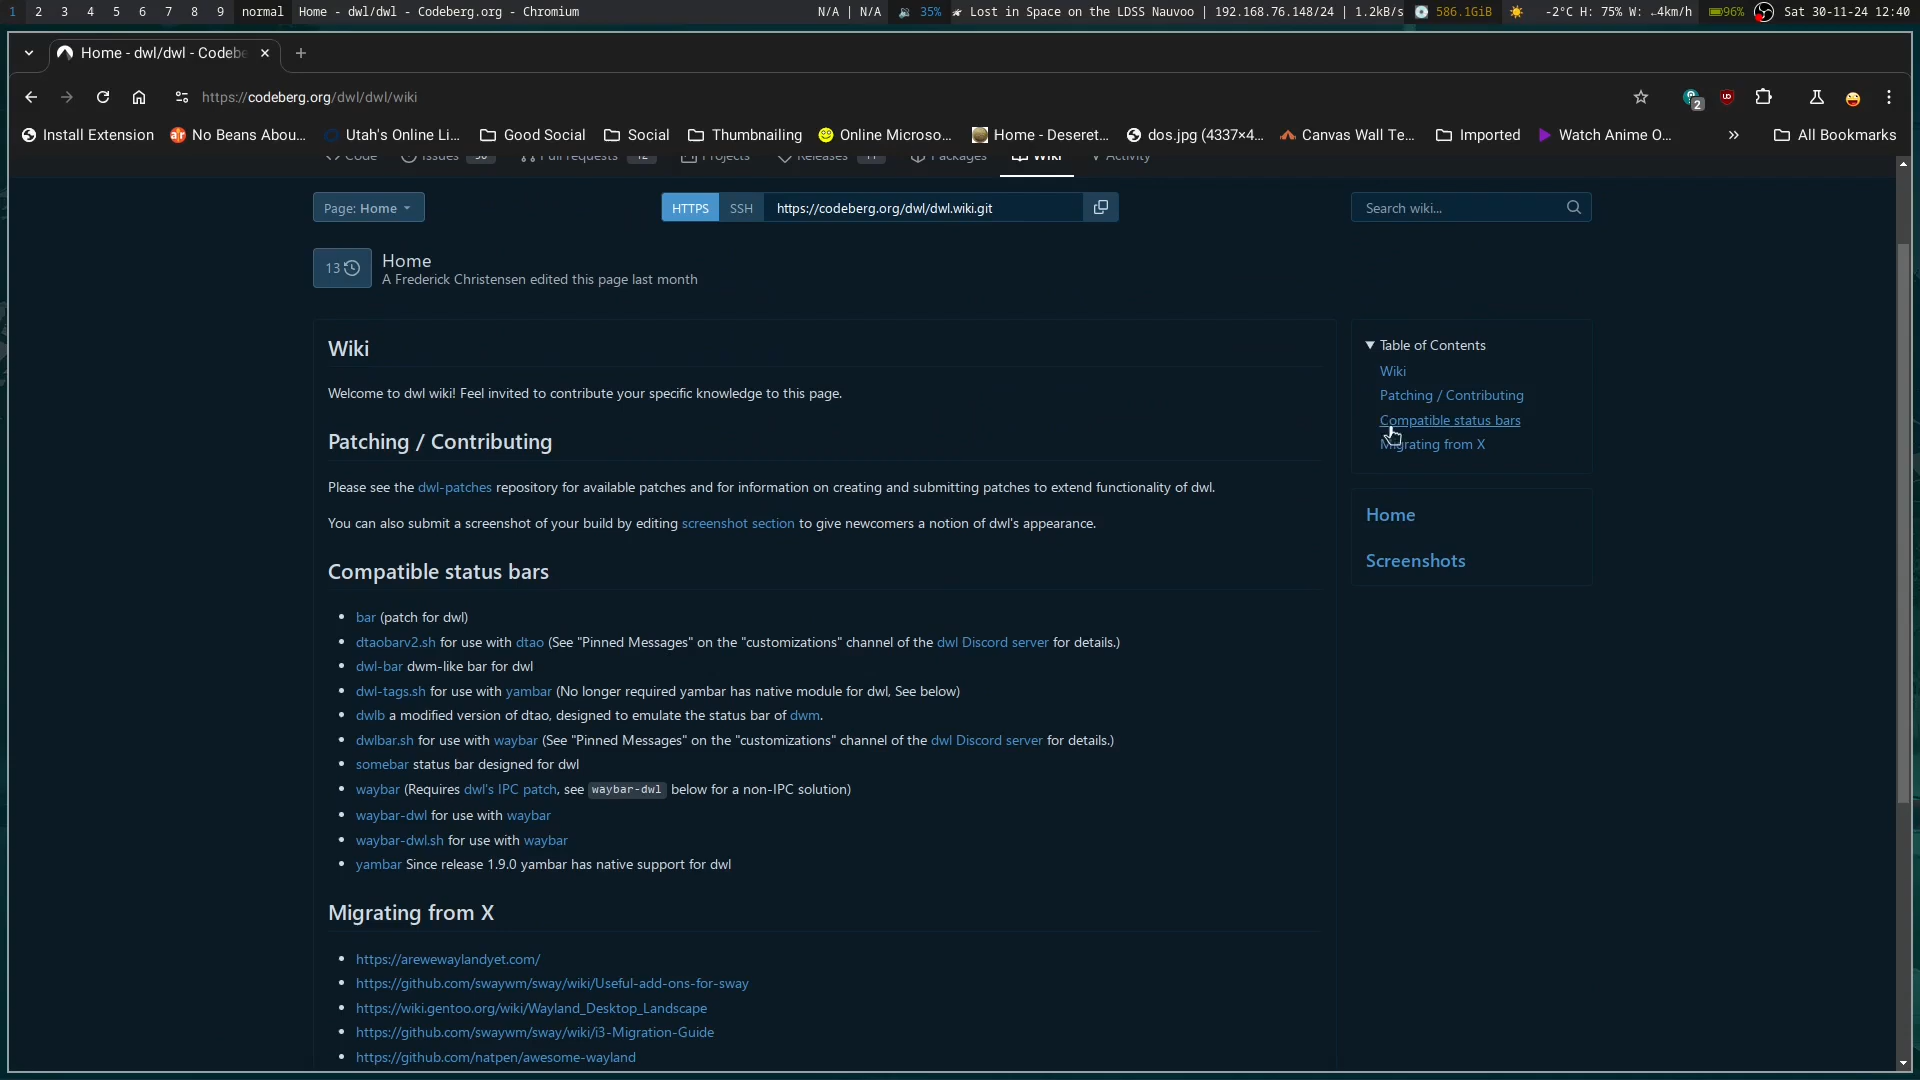 1 2 3 4 5 6 7 8 9 normal Home - dwl/dwl - Codeberg.org - Chromium N/A | N/A 35% Lost in Space on the LDSS Nauvoo | 192.168.76.148/24 | 1.2kB/s 586.1GiB -2°C H: 75% W: ←4km/h 96% Sat 30-11-24 12:40
Home - dwl/dwl - Codebe
https://codeberg.org/dwl/dwl/wiki 2
Install Extension No Beans Abou... Utah's Online Li... Good Social Social Thumbnailing Online Microso... Home - Deseret... dos.jpg (4337×4... Canvas Wall Te... Imported Watch Anime O... » All Bookmarks
Code Issues Pull requests Projects Releases Packages Wiki Activity
Page: Home HTTPS SSH https://codeberg.org/dwl/dwl.wiki.git Search wiki...
13 Home
A Frederick Christensen edited this page last month
Wiki
Welcome to dwl wiki! Feel invited to contribute your specific knowledge to this page.
Patching / Contributing
Please see the dwl-patches repository for available patches and for information on creating and submitting patches to extend functionality of dwl.
You can also submit a screenshot of your build by editing screenshot section to give newcomers a notion of dwl's appearance.
Compatible status bars
• bar (patch for dwl)
• dtaobarv2.sh for use with dtao (See "Pinned Messages" on the "customizations" channel of the dwl Discord server for details.)
• dwl-bar dwm-like bar for dwl
• dwl-tags.sh for use with yambar (No longer required yambar has native module for dwl, See below)
• dwlb a modified version of dtao, designed to emulate the status bar of dwm.
• dwlbar.sh for use with waybar (See "Pinned Messages" on the "customizations" channel of the dwl Discord server for details.)
• somebar status bar designed for dwl
• waybar (Requires dwl's IPC patch, see waybar-dwl below for a non-IPC solution)
• waybar-dwl for use with waybar
• waybar-dwl.sh for use with waybar
• yambar Since release 1.9.0 yambar has native support for dwl
Migrating from X
• https://arewewaylandyet.com/
• https://github.com/swaywm/sway/wiki/Useful-add-ons-for-sway
• https://wiki.gentoo.org/wiki/Wayland_Desktop_Landscape
• https://github.com/swaywm/sway/wiki/i3-Migration-Guide
• https://github.com/natpen/awesome-wayland
Table of Contents
Wiki
Patching / Contributing
Compatible status bars
Migrating from X
Home
Screenshots